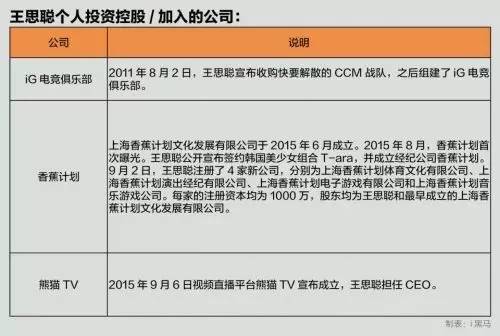 王思聪个人投资控股/加入的公司：
公司
说明
iG 电竞俱乐部
2011 年 8 月 2 日，王思聪宣布收购快要解散的 CCM 战队，之后组建了 iG 电竞
俱乐部。
香蕉计划
上海香蕉计划文化发展有限公司于 2015 年 6 月成立。2015 年 8 月，香蕉计划首
次曝光。王思聪公开宣布签约韩国美少女组合 T-ara，并成立经纪公司香蕉计划。
9 月 2 日，王思聪注册了 4 家新公司，分别为上海香蕉计划体育文化有限公司、上
海香蕉计划演出经纪有限公司、上海香蕉计划电子游戏有限公司和上海香蕉计划音
乐游戏公司。每家的注册资本均为 1000 万，股东均为王思聪和最早成立的上海香
蕉计划文化发展有限公司。
熊猫 TV
2015 年 9 月 6 日视频直播平台熊猫 TV 宣布成立，王思聪担任 CEO。
制表：i 黑马